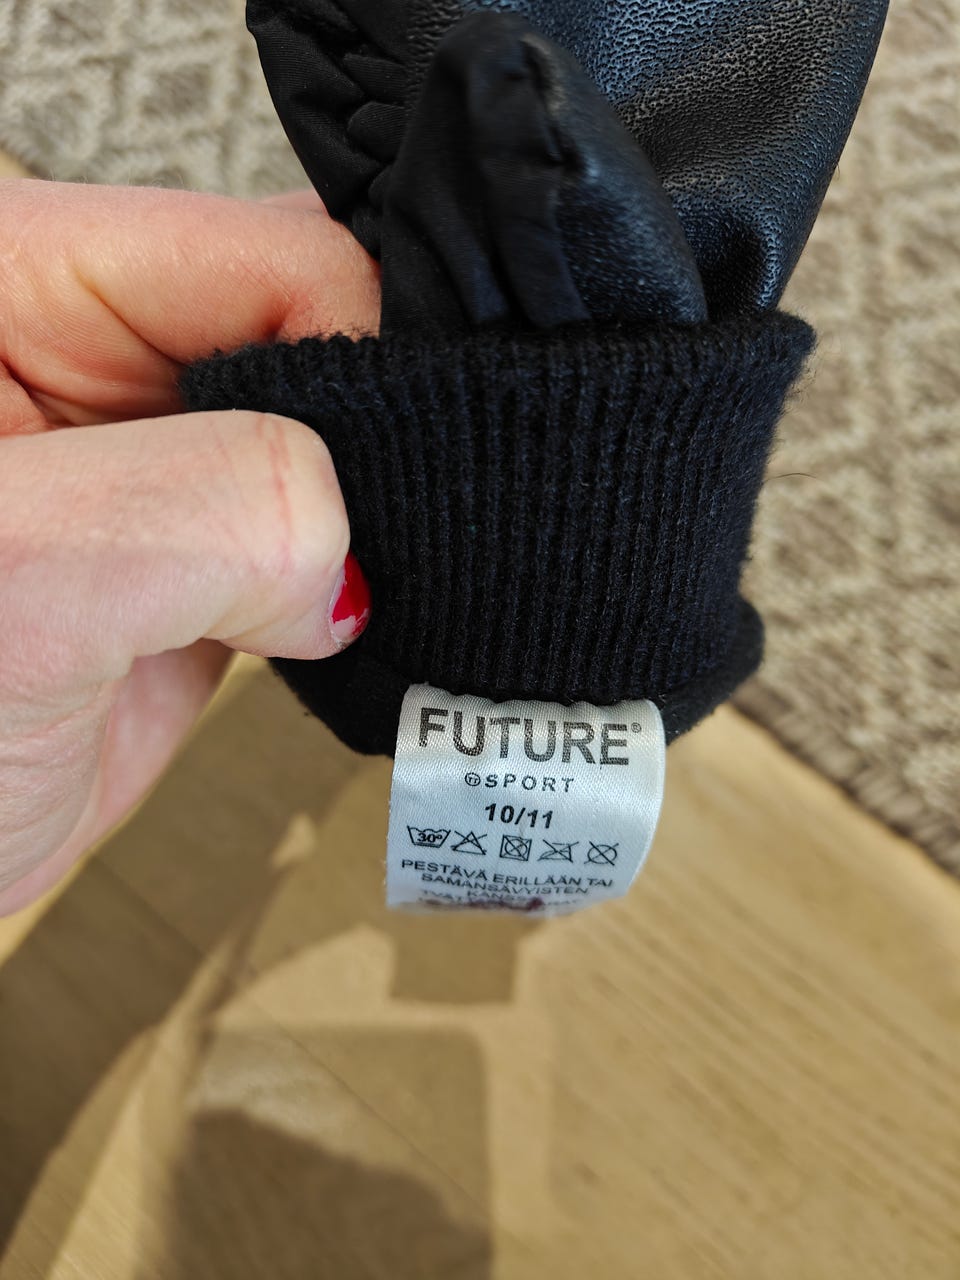 FUTURE®
SPORT
10/11
30°
PESTÄVÄ ERILLÄÄN TAI
SAMANSÄVYISTEN